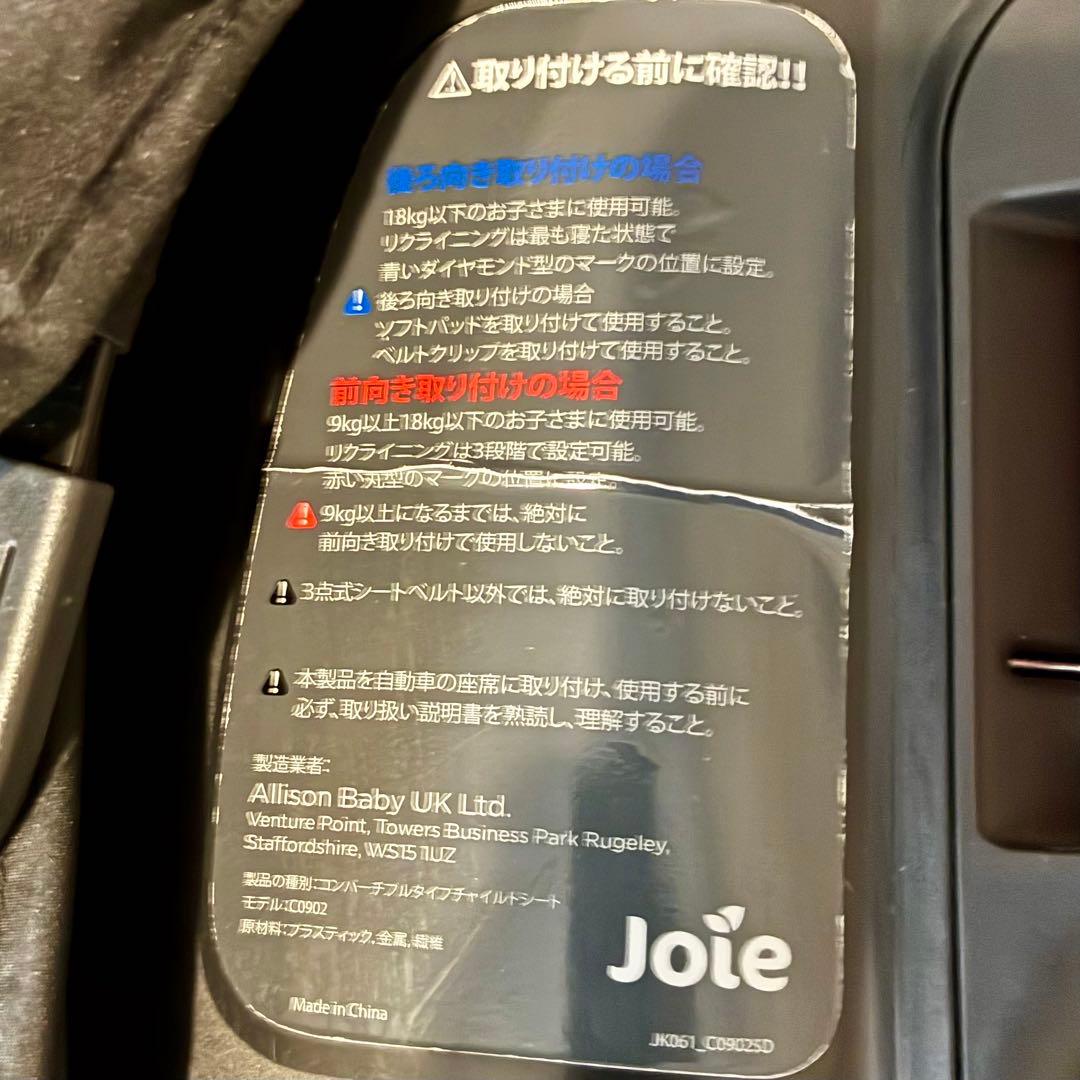 取り付ける前に確認!!
後ろ向き取り付けの場合
18kg以下のお子さまに使用可能。
リクライニングは最も寝た状態で
青いダイヤモンド型のマークの位置に設定。
後ろ向き取り付けの場合
ソフトパッドを取り付けて使用すること。
ベルトクリップを取り付けて使用すること。
前向き取り付けの場合
9kg以上18kg以下のお子さまに使用可能。
リクライニングは3段階で設定可能。
赤い丸型のマークの位置に設定。
9kg以上になるまでは、絶対に
前向き取り付けで使用しないこと。
3点式シートベルト以外では、絶対に取り付けないこと。
本製品を自動車の座席に取り付け、使用する前に
必ず、取り扱い説明書を熟読し、理解すること。
製造業者:
Allison Baby UK Ltd.
Venture Point, Towers Business Park Rugeley,
Staffordshire, WS15 1UZ
製品の種別:コンバーチブルタイプチャイルドシート
モデル:C0902
原材料:プラスティック, 金属, 繊維
Joie
Made in China
JK061_C0902SD